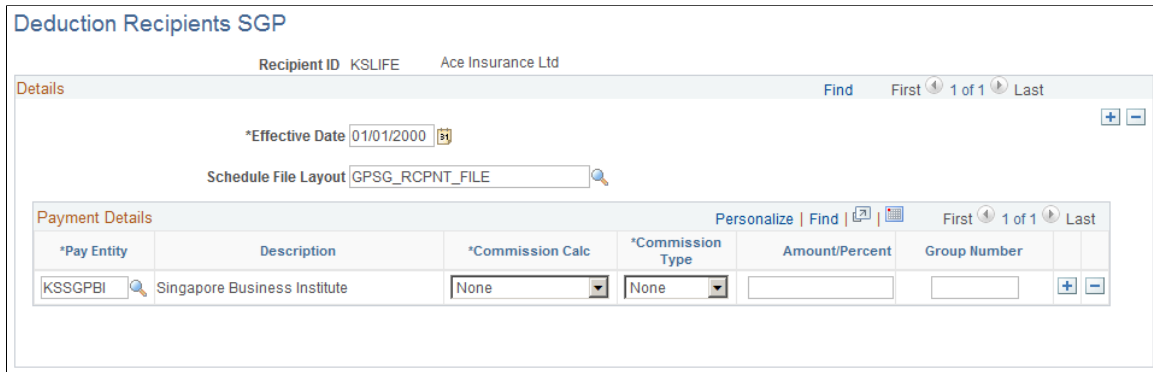 Deduction Recipients SGP
Recipient ID KSLIFE Ace Insurance Ltd
Details Find First 1 of 1 Last
*Effective Date 01/01/2000 31
Schedule File Layout GPSG_RCPNT_FILE
Payment Details Personalize | Find | | First 1 of 1 Last
*Pay Entity Description *Commission Calc *Commission Type Amount/Percent Group Number
KSSGPBI Singapore Business Institute None None